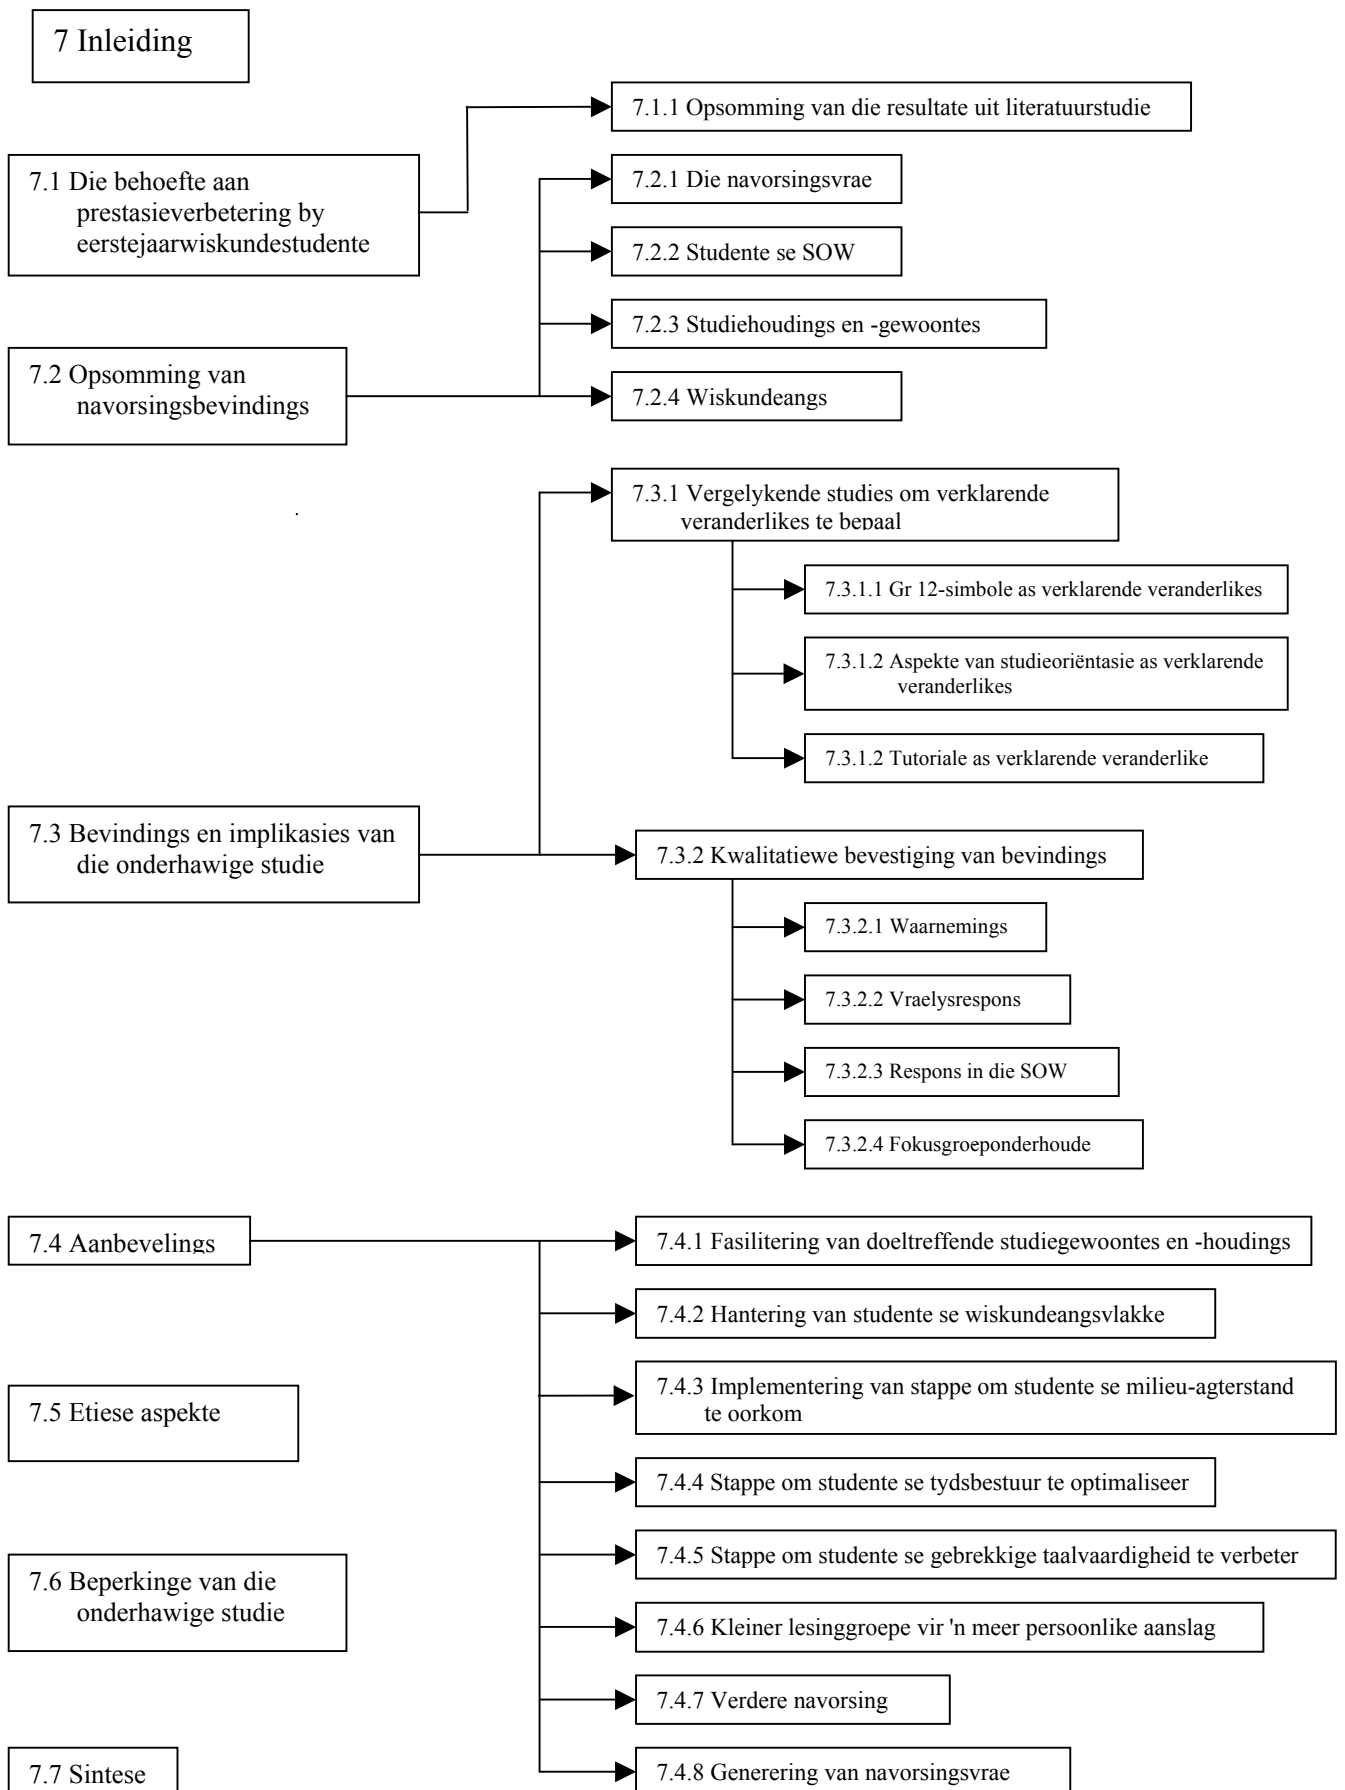 7 Inleiding
7.1.1 Opsomming van die resultate uit literatuurstudie
7.1 Die behoefte aan
prestasieverbetering by
eerstejaarwiskundestudente
7.2.1 Die navorsingsvrae
7.2.2 Studente se SOW
7.2.3 Studiehoudings en -gewoontes
7.2 Opsomming van
navorsingsbevindings
7.2.4 Wiskundeangs
7.3.1 Vergelykende studies om verklarende
veranderlikes te bepaal
7.3.1.1 Gr 12-simbole as verklarende veranderlikes
7.3.1.2 Aspekte van studieoriëntasie as verklarende
veranderlikes
7.3.1.2 Tutoriale as verklarende veranderlike
7.3 Bevindings en implikasies van
die onderhawige studie
7.3.2 Kwalitatiewe bevestiging van bevindings
7.3.2.1 Waarnemings
7.3.2.2 Vraelysrespons
7.3.2.3 Respons in die SOW
7.3.2.4 Fokusgroeponderhoude
7.4 Aanbevelings
7.4.1 Fasilitering van doeltreffende studiegewoontes en -houdings
7.4.2 Hantering van studente se wiskundeangsvlakke
7.4.3 Implementering van stappe om studente se milieu-agterstand
te oorkom
7.5 Etiese aspekte
7.4.4 Stappe om studente se tydsbestuur te optimaliseer
7.4.5 Stappe om studente se gebrekkige taalvaardigheid te verbeter
7.6 Beperkinge van die
onderhawige studie
7.4.6 Kleiner lesinggroepe vir 'n meer persoonlike aanslag
7.4.7 Verdere navorsing
7.7 Sintese
7.4.8 Generering van navorsingsvrae